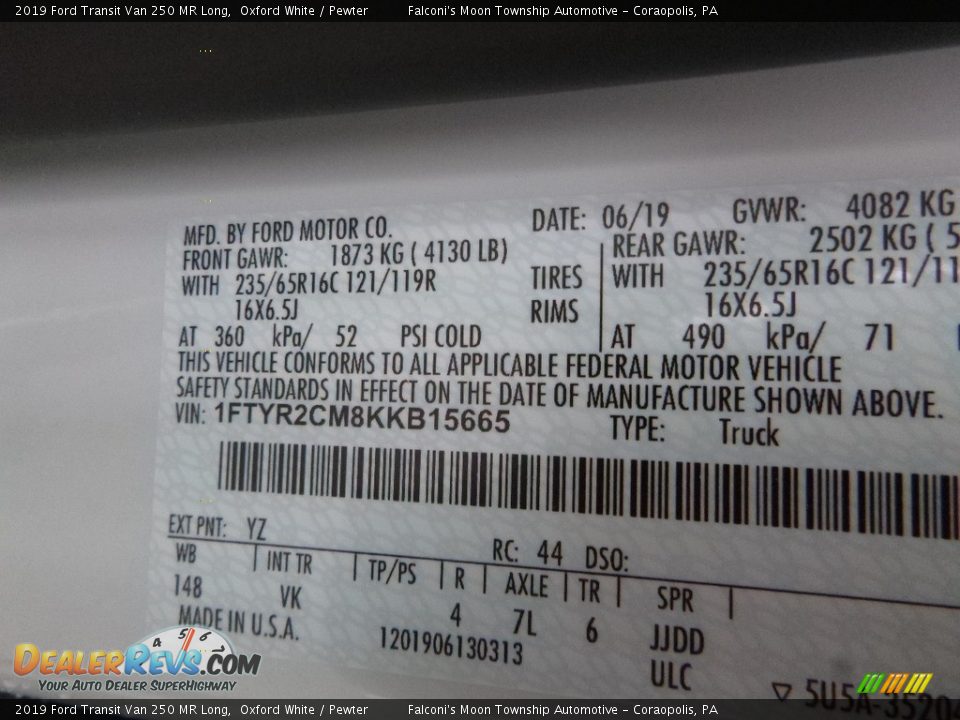 2019 Ford Transit Van 250 MR Long, Oxford White / Pewter Falconi's Moon Township Automotive - Coraopolis, PA
MFD. BY FORD MOTOR CO. DATE: 06/19 GVWR: 4082 KG
FRONT GAWR: 1873 KG ( 4130 LB) REAR GAWR: 2502 KG ( 5
WITH 235/65R16C 121/119R TIRES WITH 235/65R16C 121/11
16X6.5J RIMS 16X6.5J
AT 360 kPa/ 52 PSI COLD AT 490 kPa/ 71
THIS VEHICLE CONFORMS TO ALL APPLICABLE FEDERAL MOTOR VEHICLE
SAFETY STANDARDS IN EFFECT ON THE DATE OF MANUFACTURE SHOWN ABOVE.
VIN: 1FTYR2CM8KKB15665 TYPE: Truck
EXT PNT: YZ RC: 44 DSO:
WB INT TR TP/PS R AXLE TR SPR
148 VK 4 7L 6 JJDD
MADE IN U.S.A. 1201906130313 ULC
5U5A-3520
4 5 6
DEALERREVS.COM
YOUR AUTO DEALER SUPERHIGHWAY
2019 Ford Transit Van 250 MR Long, Oxford White / Pewter Falconi's Moon Township Automotive - Coraopolis, PA